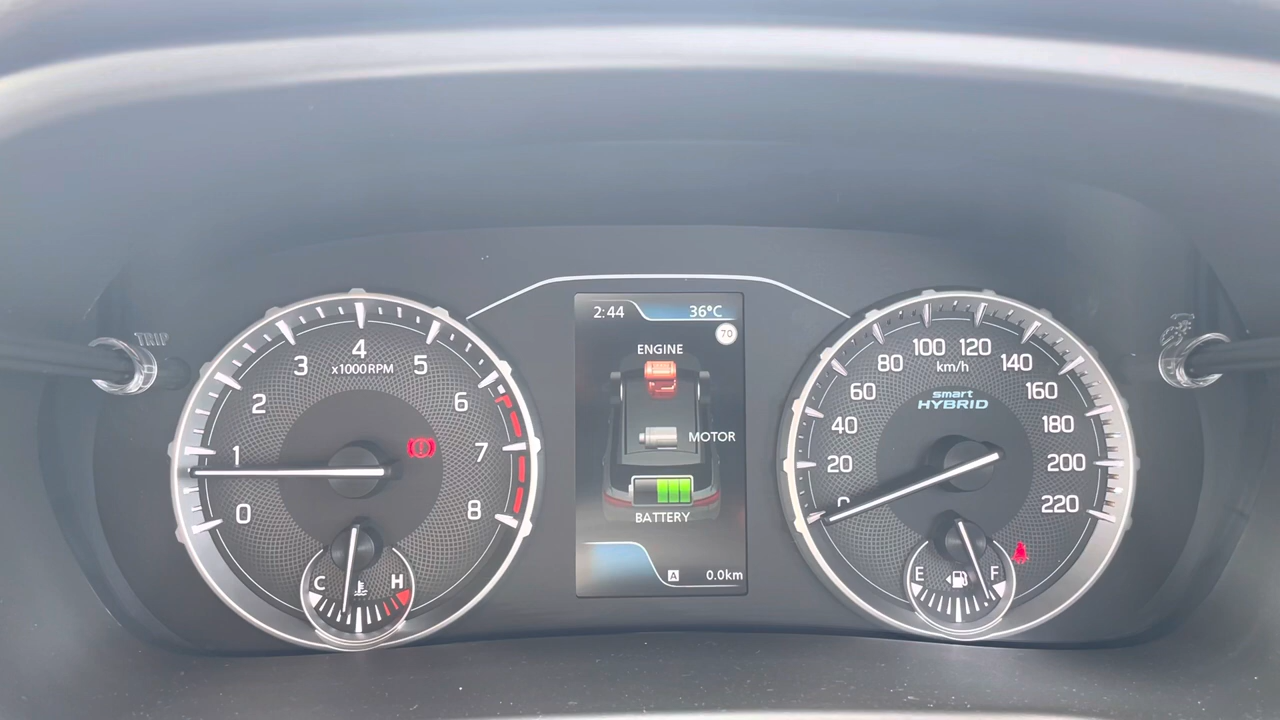 TRIP
0
1
2
3
4
5
6
7
8
x1000RPM
C H
2:44 36°C
70
ENGINE
MOTOR
BATTERY
A 0.0km
0
20
40
60
80
100
120
140
160
180
200
220
km/h
smart
HYBRID
E F